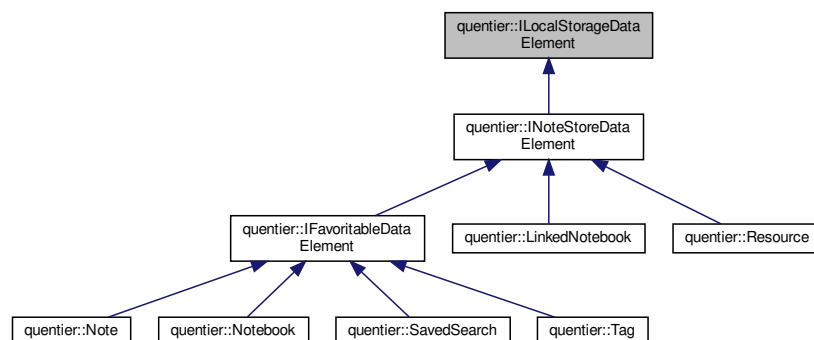 quentier::ILocalStorageData
Element
quentier::INoteStoreData
Element
quentier::IFavoritableData
Element
quentier::LinkedNotebook
quentier::Resource
quentier::Note
quentier::Notebook
quentier::SavedSearch
quentier::Tag